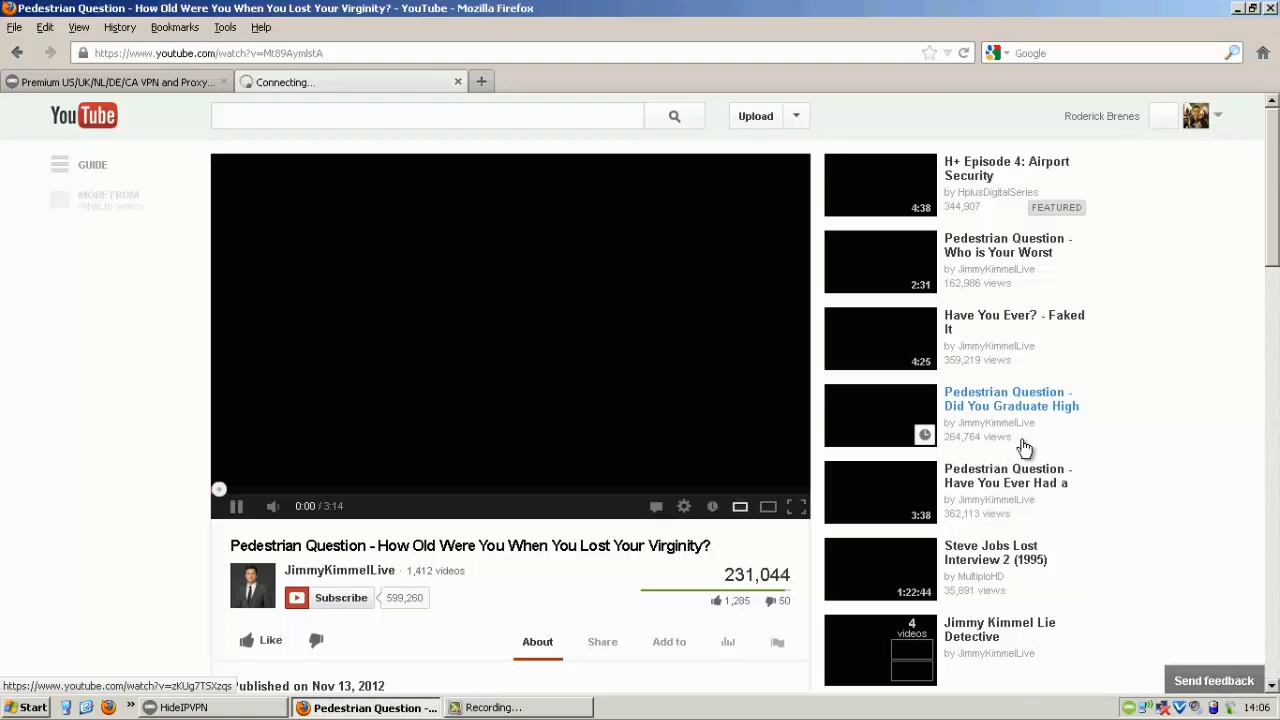 Pedestrian Question - How Old Were You When You Lost Your Virginity? - YouTube - Mozilla Firefox
File Edit View History Bookmarks Tools Help
https://www.youtube.com/watch?v=Mt89AvmlstA
Google
Premium US/UK/NL/DE/CA VPN and Proxy...
Connecting...
YouTube
Upload
Roderick Brenes
GUIDE
MORE FROM
What to watch
H+ Episode 4: Airport
Security
by HplusDigitalSeries
344,907
FEATURED
4:38
Pedestrian Question -
Who is Your Worst
by JimmyKimmelLive
162,986 views
2:31
Have You Ever? - Faked
It
by JimmyKimmelLive
359,219 views
4:25
Pedestrian Question -
Did You Graduate High
by JimmyKimmelLive
264,764 views
Pedestrian Question -
Have You Ever Had a
by JimmyKimmelLive
362,113 views
3:38
Steve Jobs Lost
Interview 2 (1995)
by MultiploHD
35,891 views
1:22:44
4
videos
Jimmy Kimmel Lie
Detective
by JimmyKimmelLive
0:00 / 3:14
Pedestrian Question - How Old Were You When You Lost Your Virginity?
JimmyKimmelLive · 1,412 videos
Subscribe 599,260
231,044
1,285 50
Like
About Share Add to
https://www.youtube.com/watch?v=zKUg7TSXzcs
Published on Nov 13, 2012
Send feedback
Start
HideIPVPN
Pedestrian Question -...
Recording...
14:06